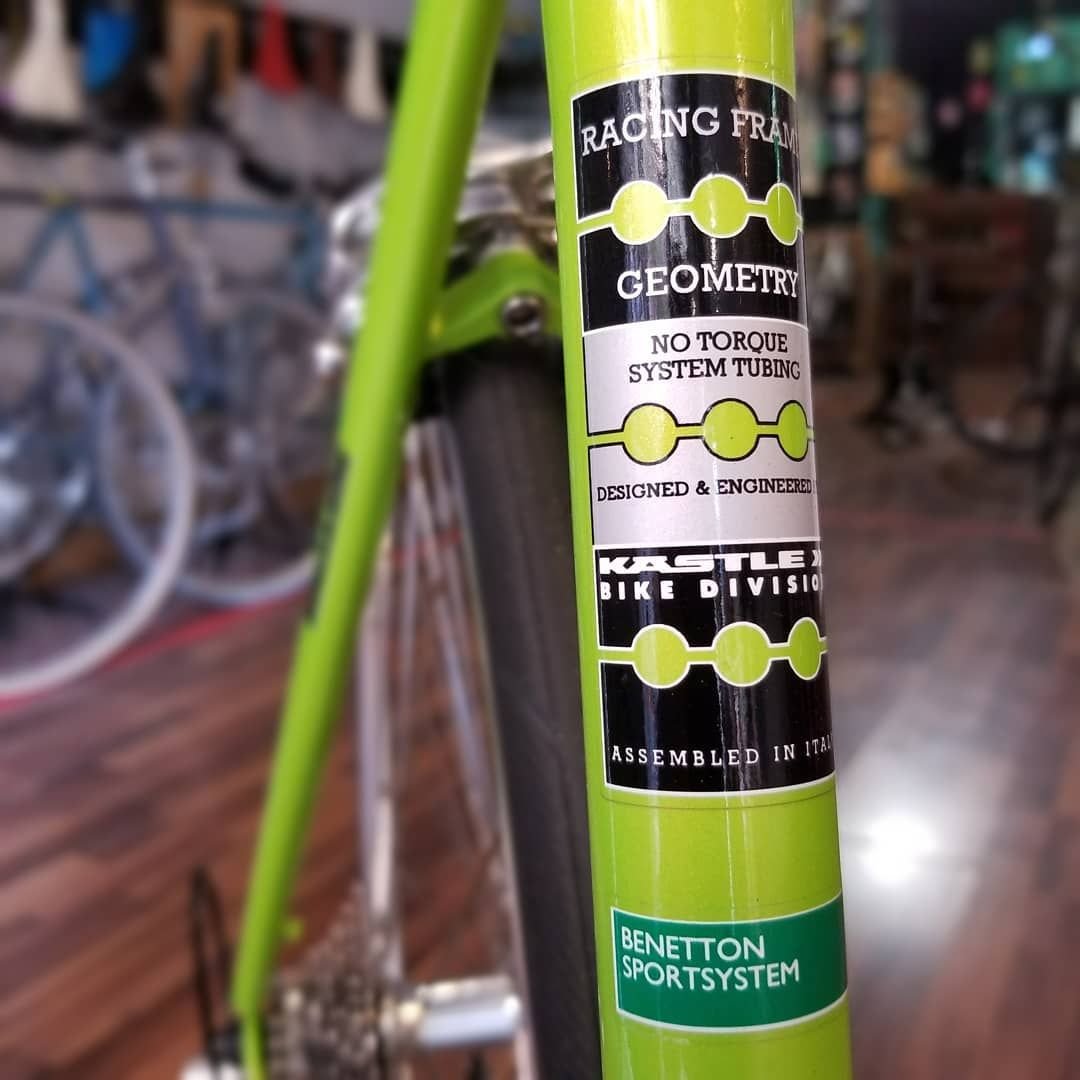 RACING FRAM
GEOMETRY
NO TORQUE
SYSTEM TUBING
DESIGNED & ENGINEERED
KÄSTLE
BIKE DIVISIO
ASSEMBLED IN ITAL
BENETTON
SPORTSYSTEM